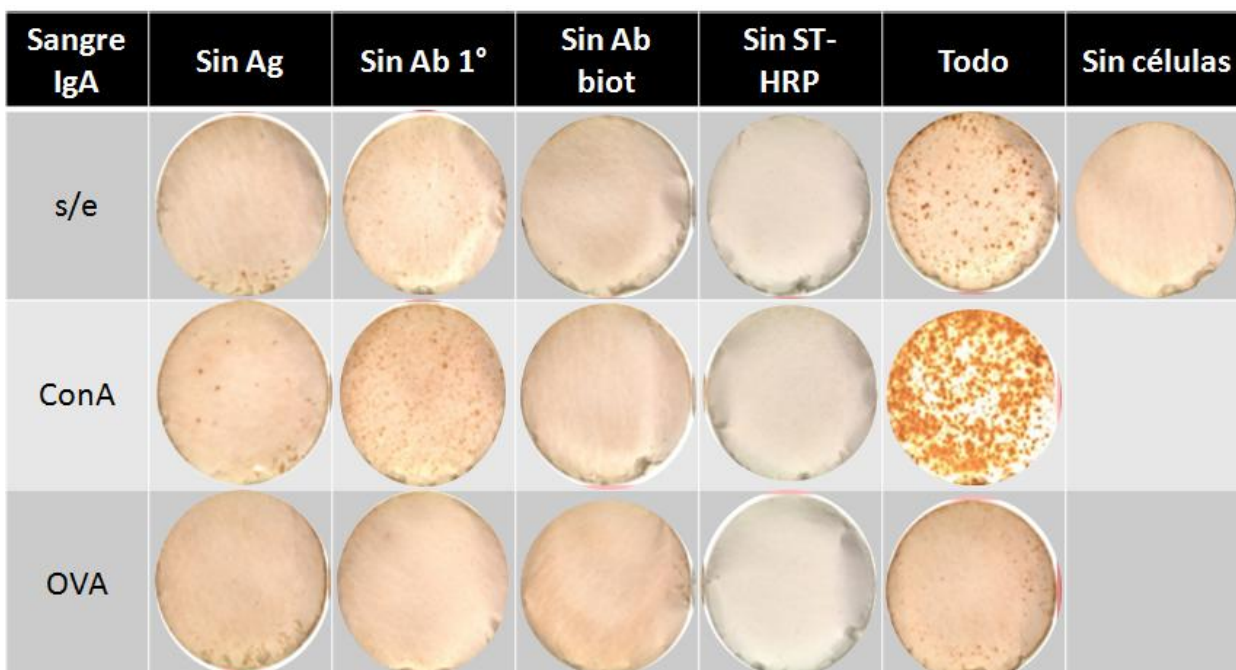 Sangre IgA
Sin Ag
Sin Ab 1°
Sin Ab biot
Sin ST-HRP
Todo
Sin células
s/e
ConA
OVA